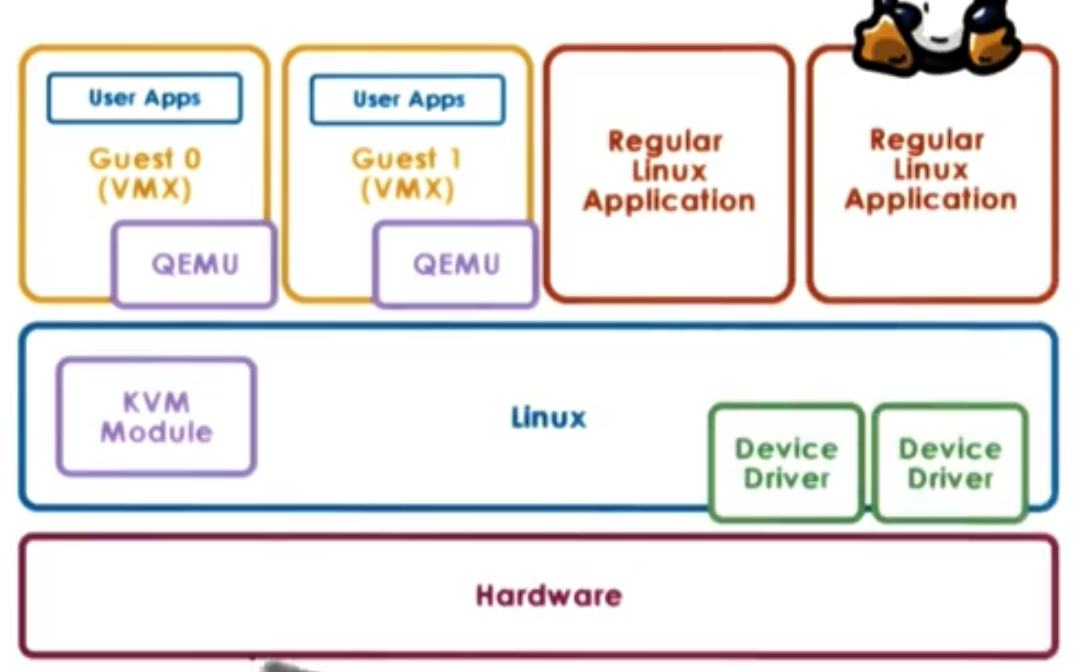 User Apps
Guest 0
(VMX)
QEMU
User Apps
Guest 1
(VMX)
QEMU
Regular
Linux
Application
Regular
Linux
Application
KVM
Module
Linux
Device
Driver
Device
Driver
Hardware